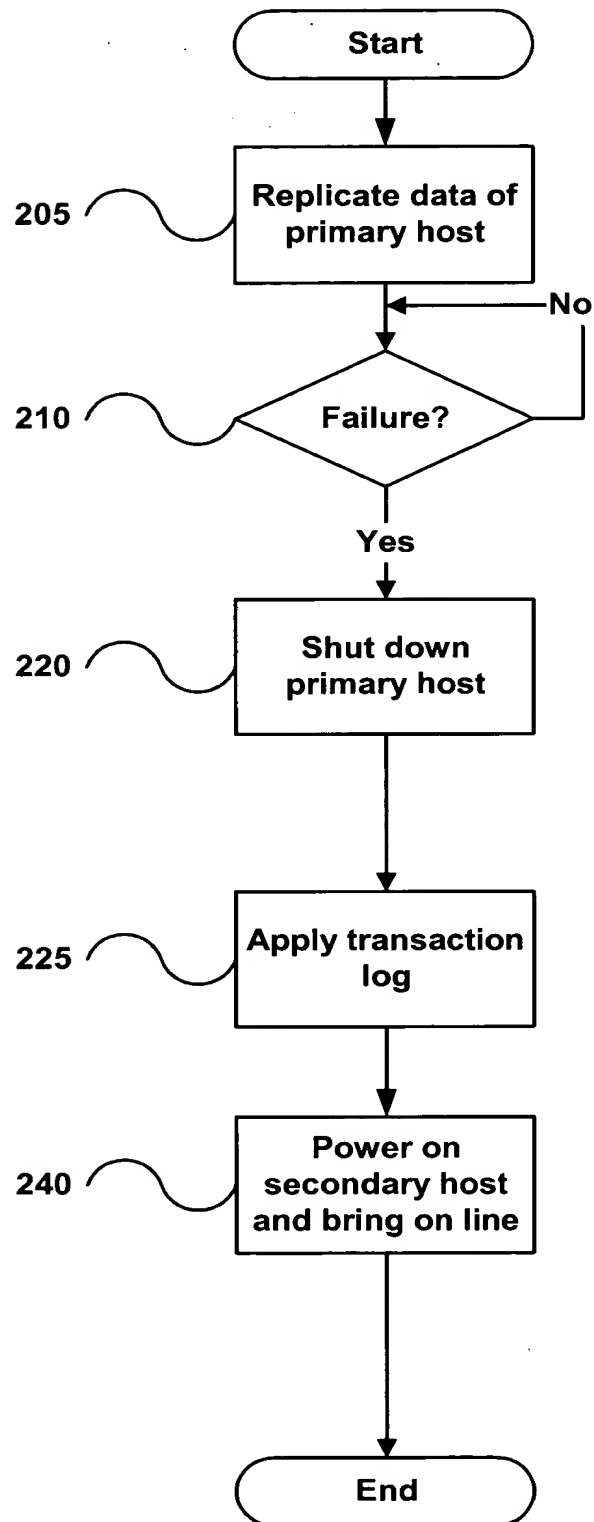 Start
205
Replicate data of
primary host
No
210
Failure?
Yes
220
Shut down
primary host
225
Apply transaction
log
240
Power on
secondary host
and bring on line
End